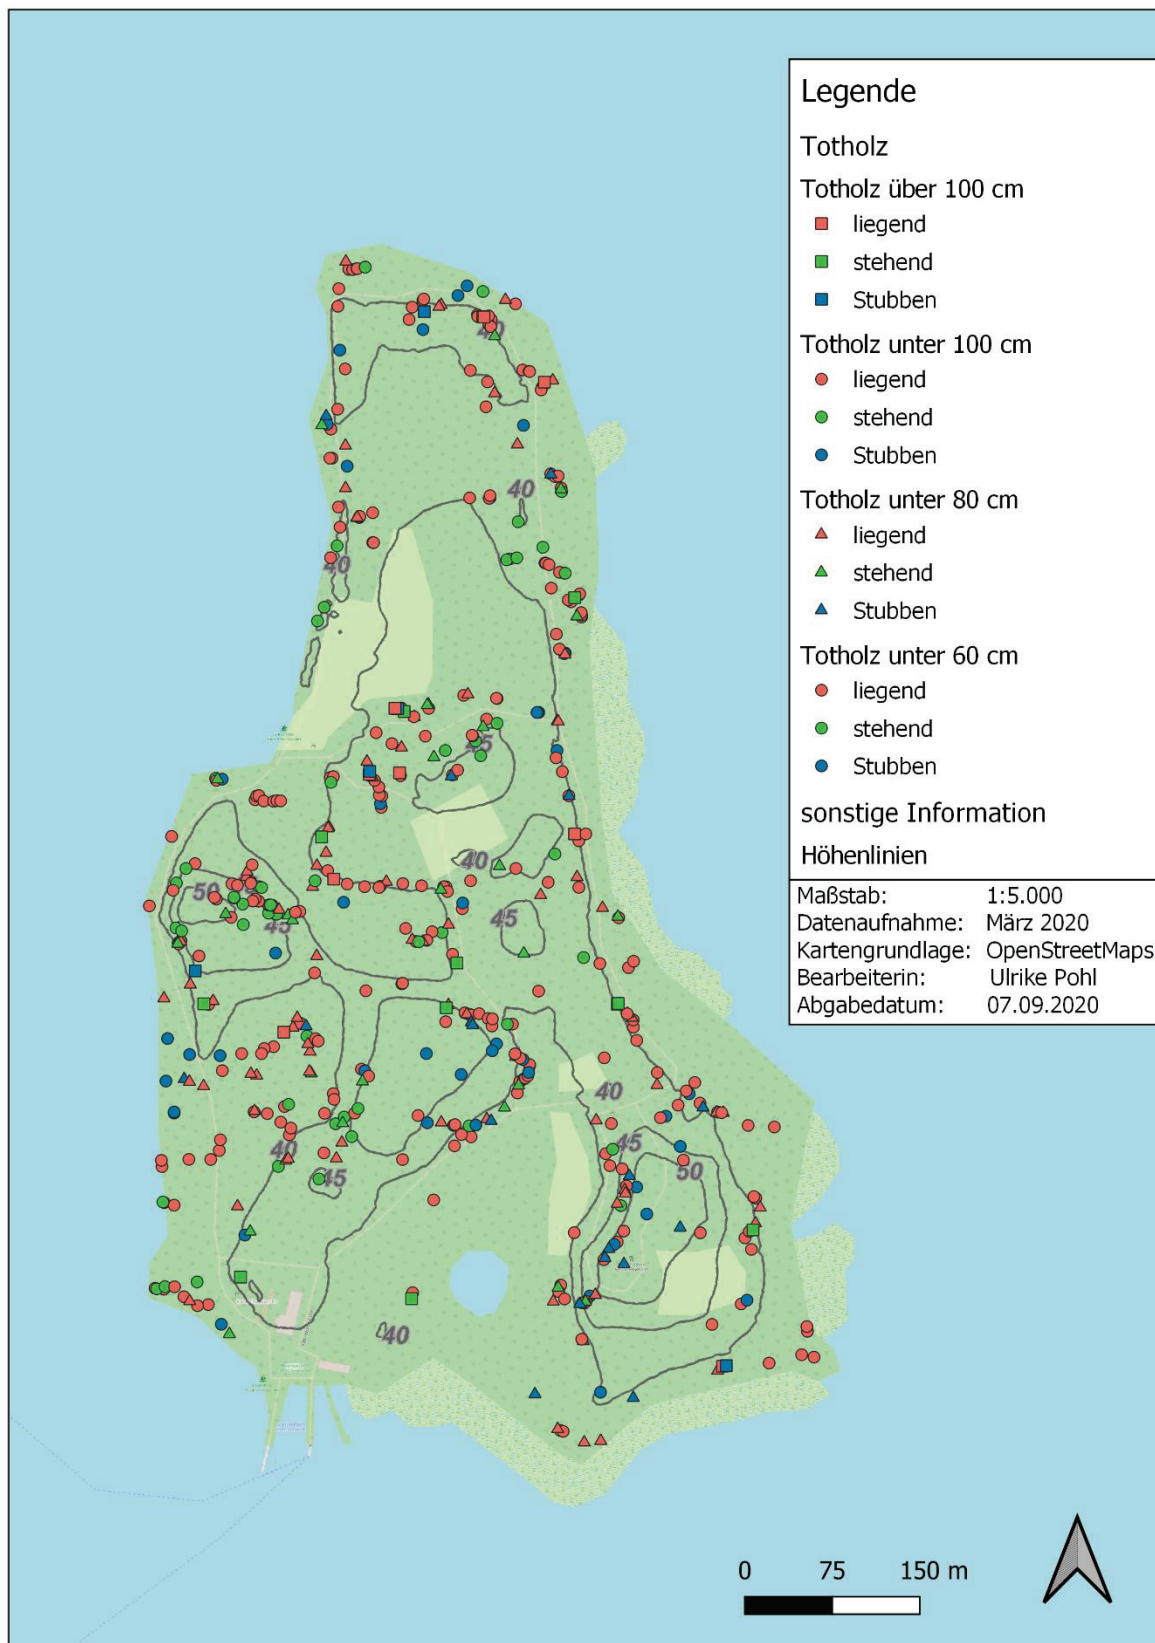 Legende
Totholz
Totholz über 100 cm
liegend
stehend
Stubben
Totholz unter 100 cm
liegend
stehend
Stubben
Totholz unter 80 cm
liegend
stehend
Stubben
Totholz unter 60 cm
liegend
stehend
Stubben
sonstige Information
Höhenlinien
Maßstab: 1:5.000
Datenaufnahme: März 2020
Kartengrundlage: OpenStreetMaps
Bearbeiterin: Ulrike Pohl
Abgabedatum: 07.09.2020
40
40
40
45
40
50
45
45
40
45
50
40
45
40
0 75 150 m